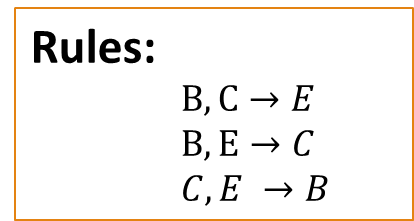 Rules:
B, C → E
B, E → C
C, E → B